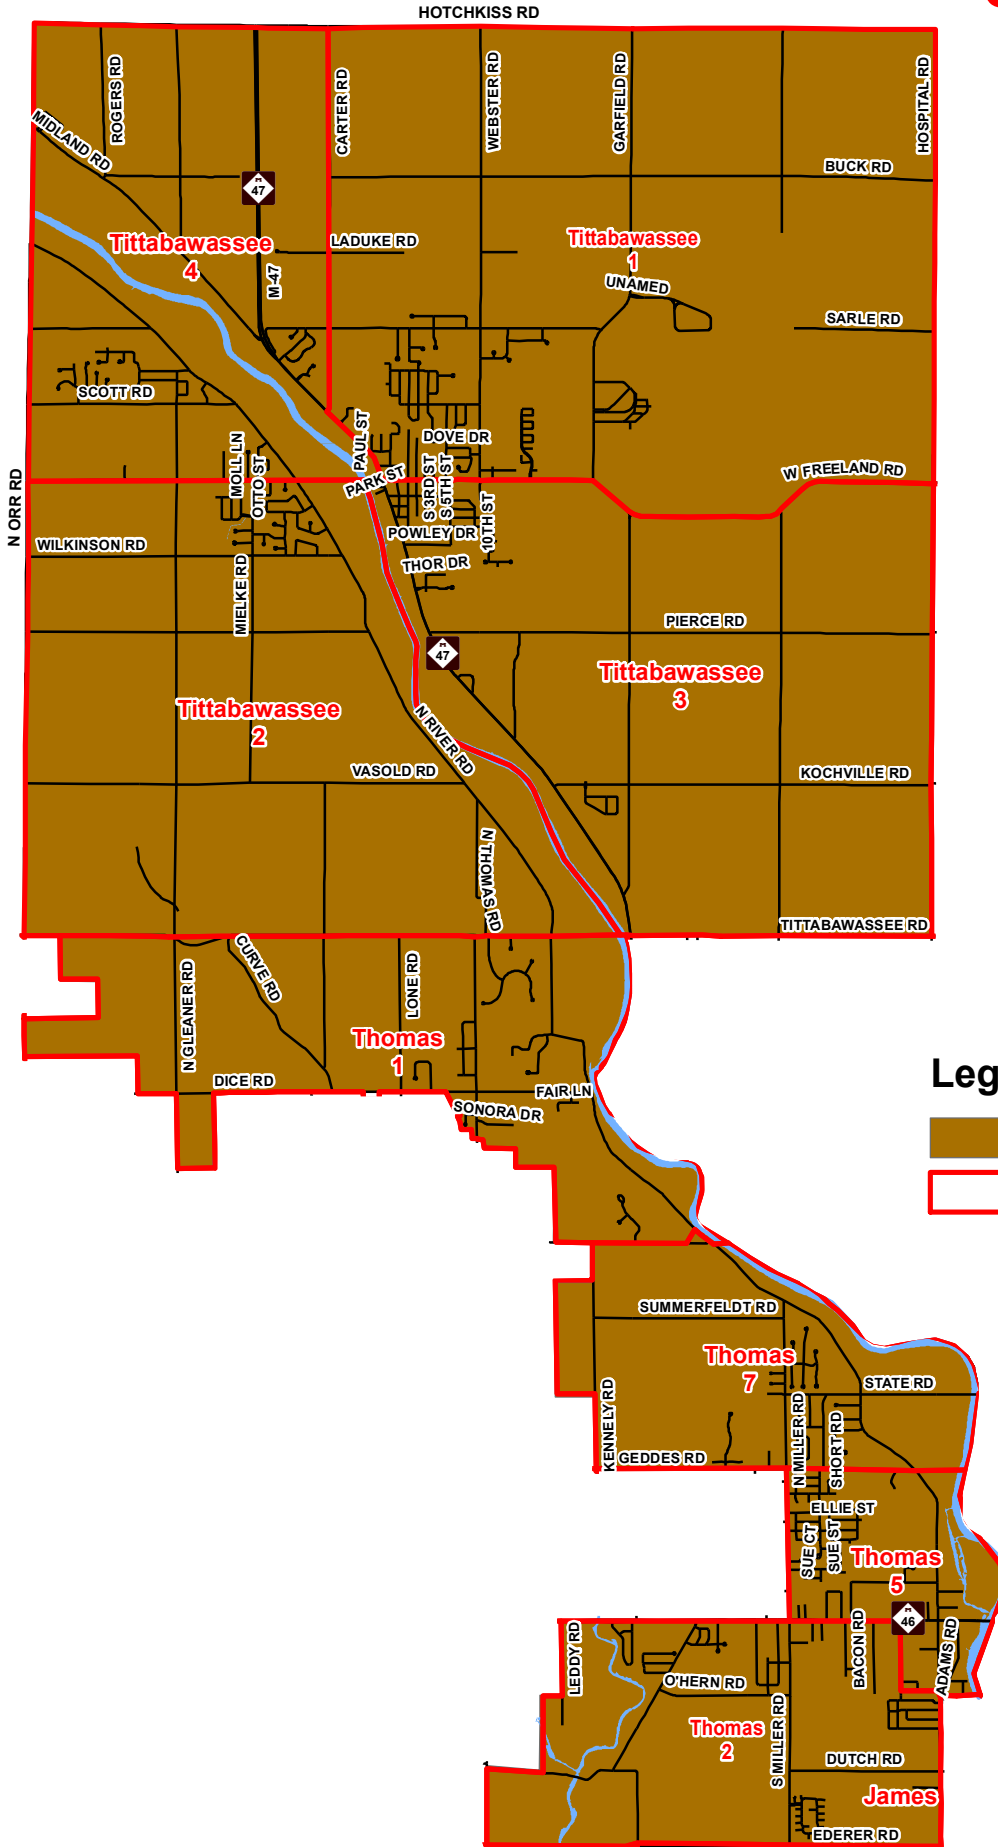 HOTCHKISS RD
ROGERS RD
CARTER RD
WEBSTER RD
GARFIELD RD
HOSPITAL RD
MIDLAND RD
BUCK RD
M
47
Tittabawassee
4
LADUKE RD
Tittabawassee
1
M-47
UNAMED
SARLE RD
SCOTT RD
PAUL ST
DOVE DR
MOLL LN
OTTO ST
PARK ST
S 3RD ST
S 5TH ST
W FREELAND RD
N ORR RD
10TH ST
POWLEY DR
WILKINSON RD
THOR DR
MIELKE RD
PIERCE RD
M
47
Tittabawassee
3
Tittabawassee
2
N RIVER RD
VASOLD RD
KOCHVILLE RD
N THOMAS RD
TITTABAWASSEE RD
CURVE RD
N GLEANER RD
LONE RD
Thomas
1
DICE RD
FAIR LN
SONORA DR
Leg
SUMMERFELDT RD
Thomas
7
STATE RD
KENNELY RD
N MILLER RD
SHORT RD
GEDDES RD
ELLIE ST
SUE CT
SUE ST
Thomas
5
M
46
LEDDY RD
BACON RD
ADAMS RD
O'HERN RD
Thomas
2
S MILLER RD
DUTCH RD
James
EDERER RD